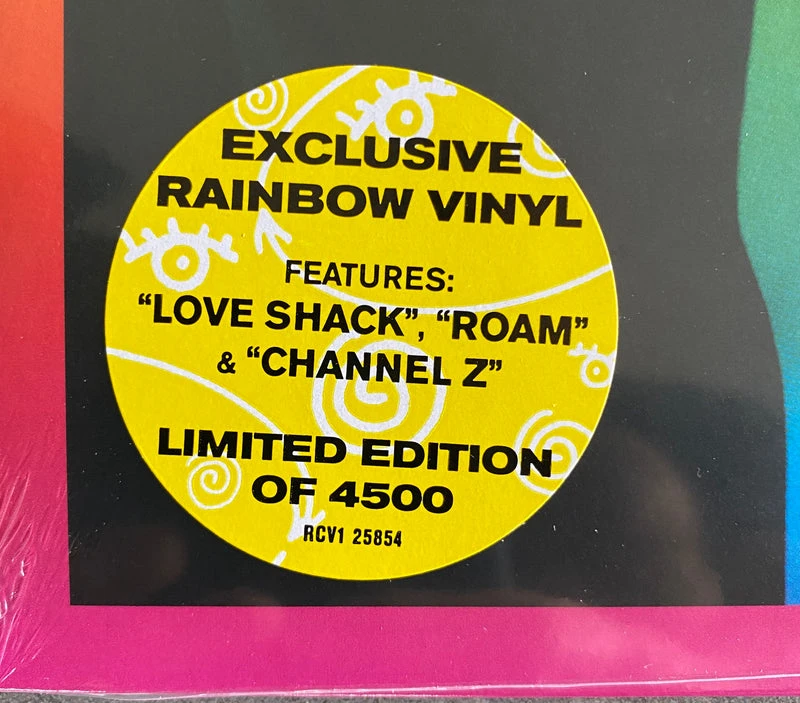 EXCLUSIVE
RAINBOW VINYL
FEATURES:
“LOVE SHACK”, “ROAM”
& “CHANNEL Z”
LIMITED EDITION
OF 4500
RCV1 25854